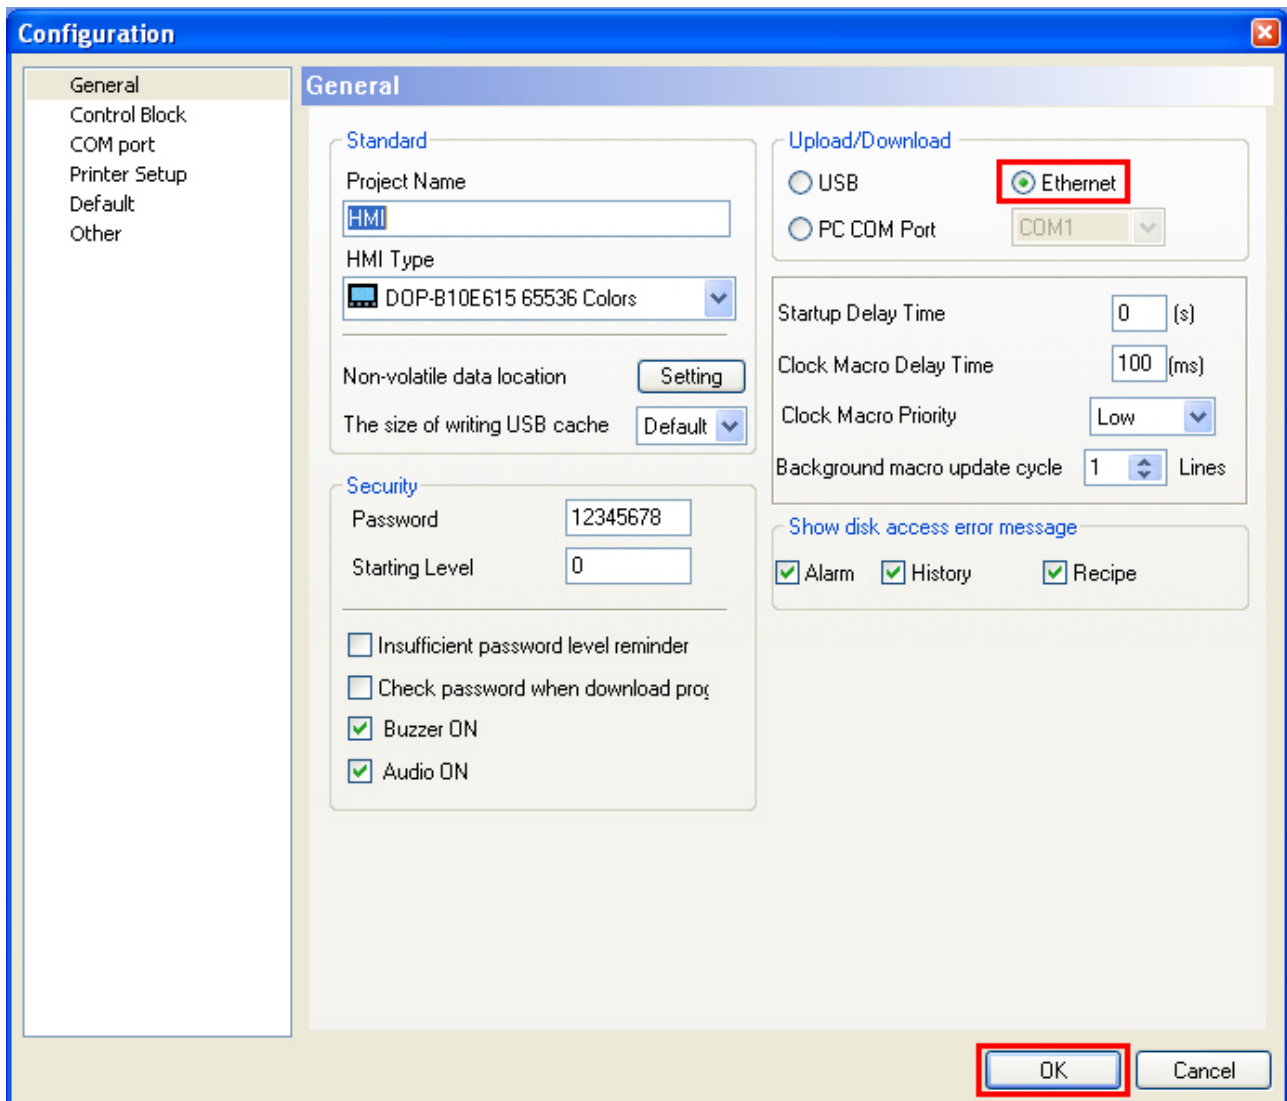 Configuration
General
Control Block
COM port
Printer Setup
Default
Other
General
Standard
Project Name
HMI
HMI Type
DOP-B10E615 65536 Colors
Non-volatile data location Setting
The size of writing USB cache Default
Security
Password 12345678
Starting Level 0
Insufficient password level reminder
Check password when download prog
Buzzer ON
Audio ON
Upload/Download
USB Ethernet
PC COM Port COM1
Startup Delay Time 0 (s)
Clock Macro Delay Time 100 (ms)
Clock Macro Priority Low
Background macro update cycle 1 Lines
Show disk access error message
Alarm History Recipe
OK Cancel